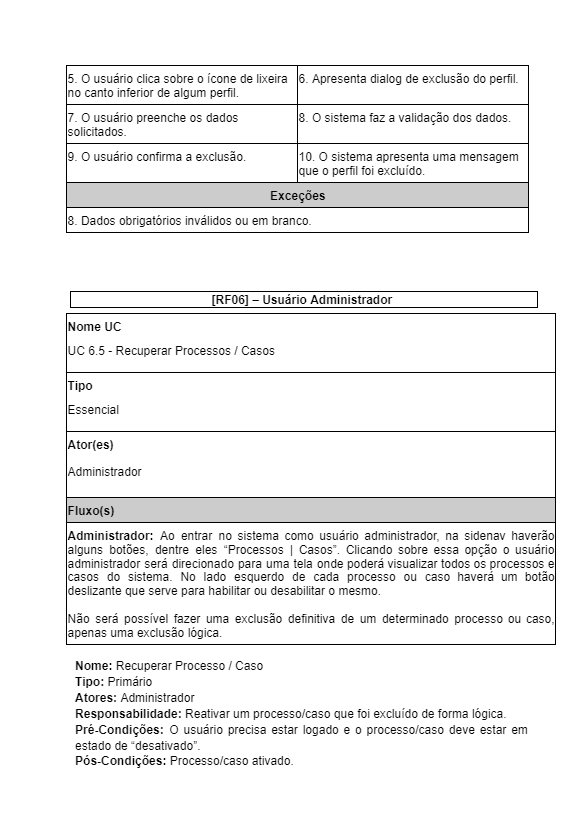 5. O usuário clica sobre o ícone de lixeira
no canto inferior de algum perfil.
6. Apresenta dialog de exclusão do perfil.
7. O usuário preenche os dados
solicitados.
8. O sistema faz a validação dos dados.
9. O usuário confirma a exclusão.
10. O sistema apresenta uma mensagem
que o perfil foi excluído.
Exceções
8. Dados obrigatórios inválidos ou em branco.
[RF06] – Usuário Administrador
Nome UC
UC 6.5 - Recuperar Processos / Casos
Tipo
Essencial
Ator(es)
Administrador
Fluxo(s)
Administrador: Ao entrar no sistema como usuário administrador, na sidenav haverão
alguns botões, dentre eles “Processos | Casos”. Clicando sobre essa opção o usuário
administrador será direcionado para uma tela onde poderá visualizar todos os processos e
casos do sistema. No lado esquerdo de cada processo ou caso haverá um botão
deslizante que serve para habilitar ou desabilitar o mesmo.
Não será possível fazer uma exclusão definitiva de um determinado processo ou caso,
apenas uma exclusão lógica.
Nome: Recuperar Processo / Caso
Tipo: Primário
Atores: Administrador
Responsabilidade: Reativar um processo/caso que foi excluído de forma lógica.
Pré-Condições: O usuário precisa estar logado e o processo/caso deve estar em
estado de “desativado”.
Pós-Condições: Processo/caso ativado.